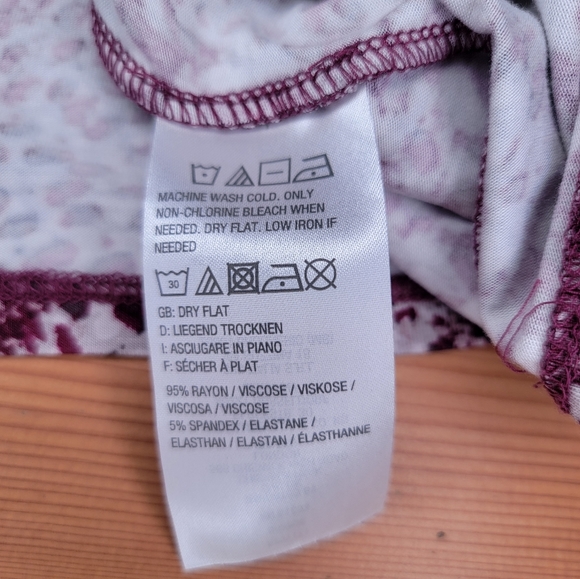 MACHINE WASH COLD. ONLY
NON-CHLORINE BLEACH WHEN
NEEDED. DRY FLAT. LOW IRON IF
NEEDED
30
GB: DRY FLAT
D: LIEGEND TROCKNEN
I: ASCIUGARE IN PIANO
F: SÉCHER À PLAT
95% RAYON / VISCOSE / VISKOSE /
VISCOSA / VISCOSE
5% SPANDEX / ELASTANE /
ELASTHAN / ELASTAN / ÉLASTHANNE